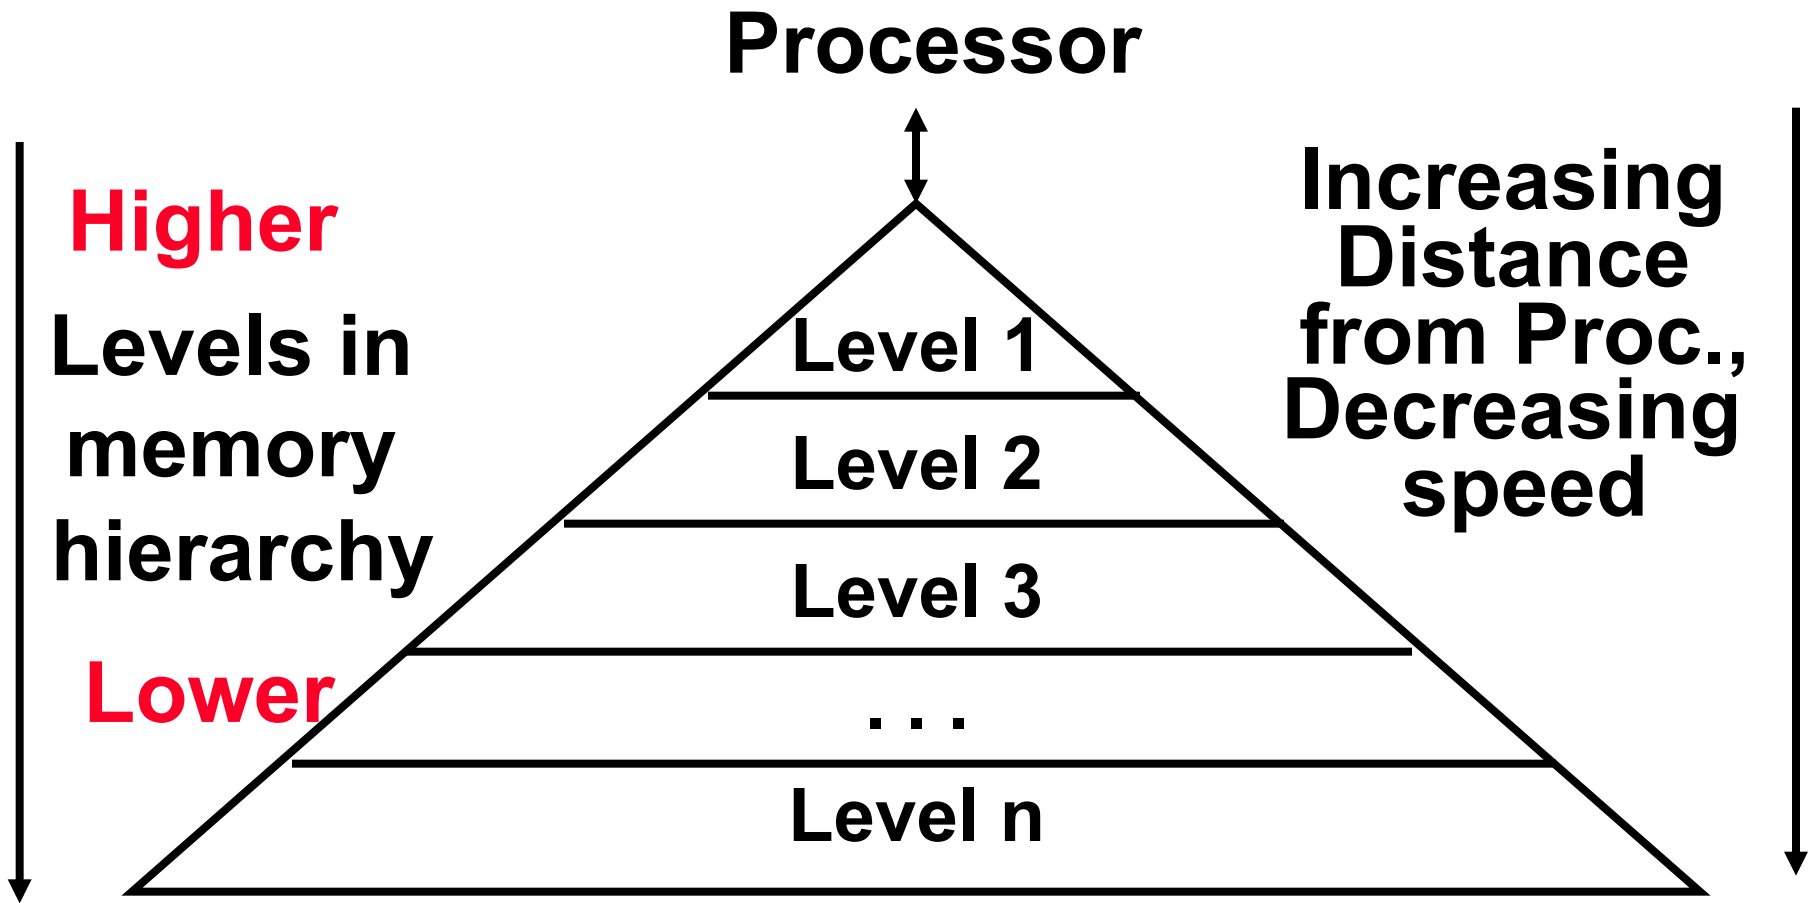 Processor
Higher
Levels in
memory
hierarchy
Lower
Increasing
Distance
from Proc.,
Decreasing
speed
Level 1
Level 2
Level 3
. . .
Level n